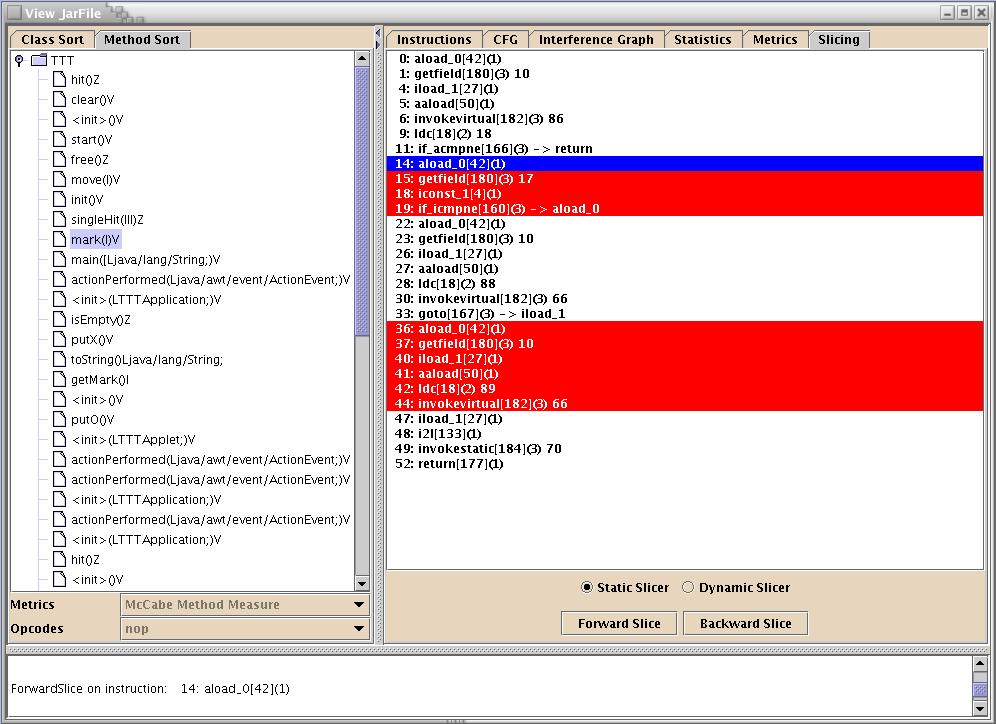 View JarFile
Class Sort Method Sort
TTT
hit()Z
clear()V
<init>()V
start()V
free()Z
move(I)V
init()V
singleHit(III)Z
mark(I)V
main([Ljava/lang/String;)V
actionPerformed(Ljava/awt/event/ActionEvent;)V
<init>(LTTTApplication;)V
isEmpty()Z
putX()V
toString()Ljava/lang/String;
getMark()I
<init>()V
putO()V
<init>(LTTTApplet;)V
actionPerformed(Ljava/awt/event/ActionEvent;)V
actionPerformed(Ljava/awt/event/ActionEvent;)V
<init>(LTTTApplication;)V
actionPerformed(Ljava/awt/event/ActionEvent;)V
<init>(LTTTApplication;)V
hit()Z
<init>()V
Metrics McCabe Method Measure
Opcodes nop
Instructions CFG Interference Graph Statistics Metrics Slicing
0: aload_0[42](1)
1: getfield[180](3) 10
4: iload_1[27](1)
5: aaload[50](1)
6: invokevirtual[182](3) 86
9: ldc[18](2) 18
11: if_acmpne[166](3) -> return
14: aload_0[42](1)
15: getfield[180](3) 17
18: iconst_1[4](1)
19: if_icmpne[160](3) -> aload_0
22: aload_0[42](1)
23: getfield[180](3) 10
26: iload_1[27](1)
27: aaload[50](1)
28: ldc[18](2) 88
30: invokevirtual[182](3) 66
33: goto[167](3) -> iload_1
36: aload_0[42](1)
37: getfield[180](3) 10
40: iload_1[27](1)
41: aaload[50](1)
42: ldc[18](2) 89
44: invokevirtual[182](3) 66
47: iload_1[27](1)
48: i2l[133](1)
49: invokestatic[184](3) 70
52: return[177](1)
Static Slicer Dynamic Slicer
Forward Slice Backward Slice
ForwardSlice on instruction: 14: aload_0[42](1)